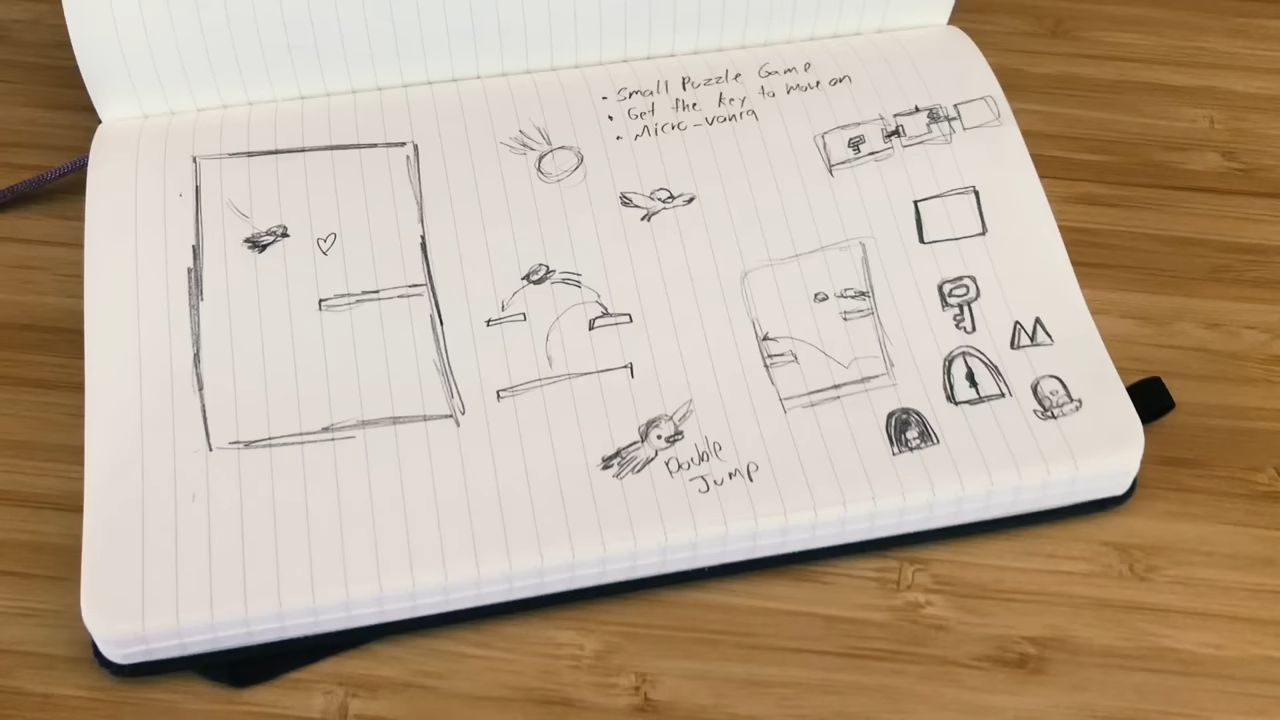 • Small Puzzle Game
• Get the key to move on
• Micro-vania
Double
Jump